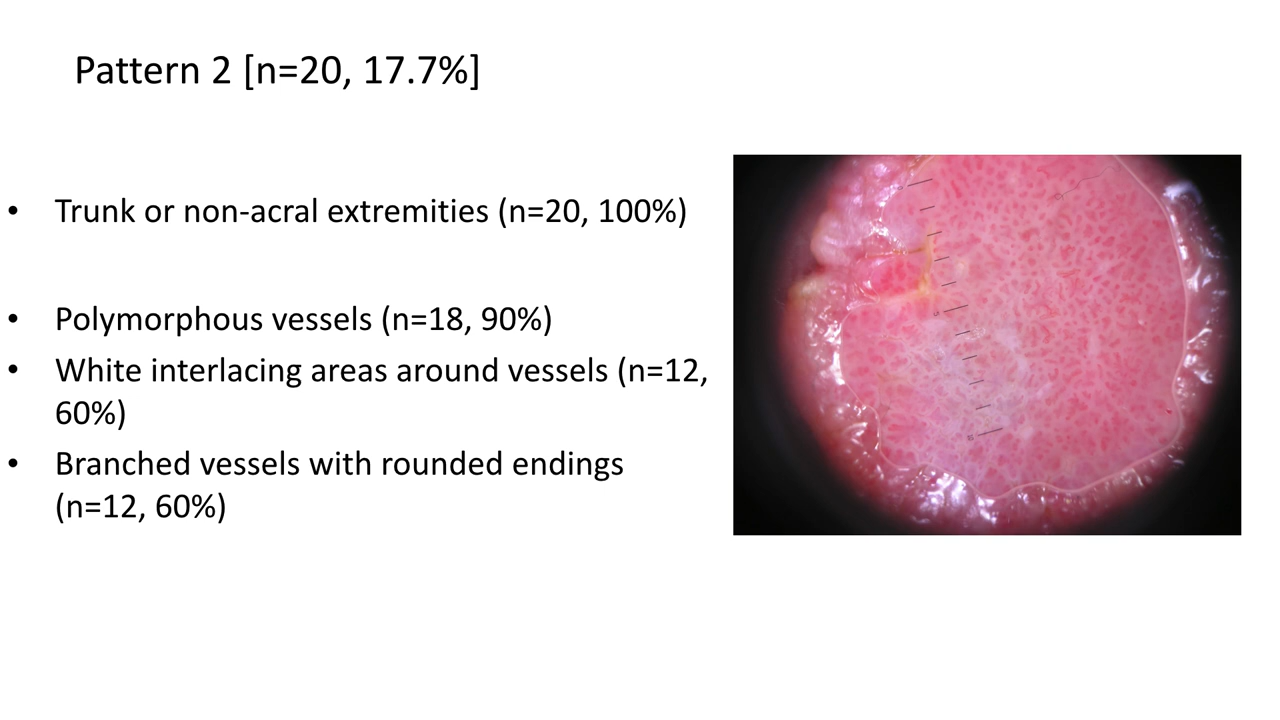 Pattern 2 [n=20, 17.7%]
• Trunk or non-acral extremities (n=20, 100%)
• Polymorphous vessels (n=18, 90%)
• White interlacing areas around vessels (n=12,
60%)
• Branched vessels with rounded endings
(n=12, 60%)